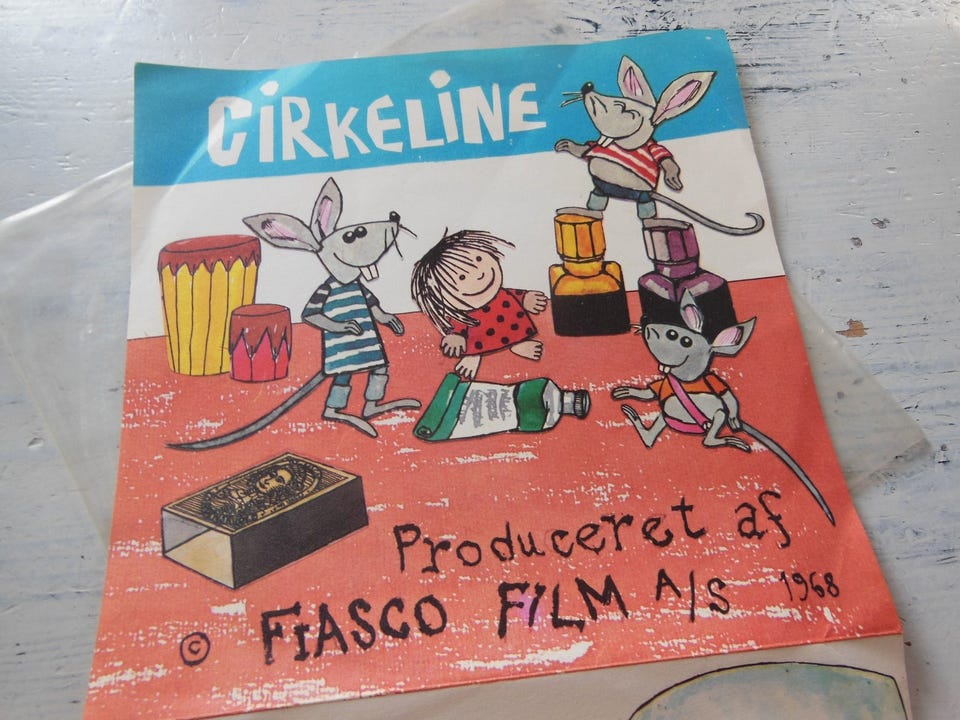 CiRKELiNE
Produceret af
© FiASCO FILM A/S 1968